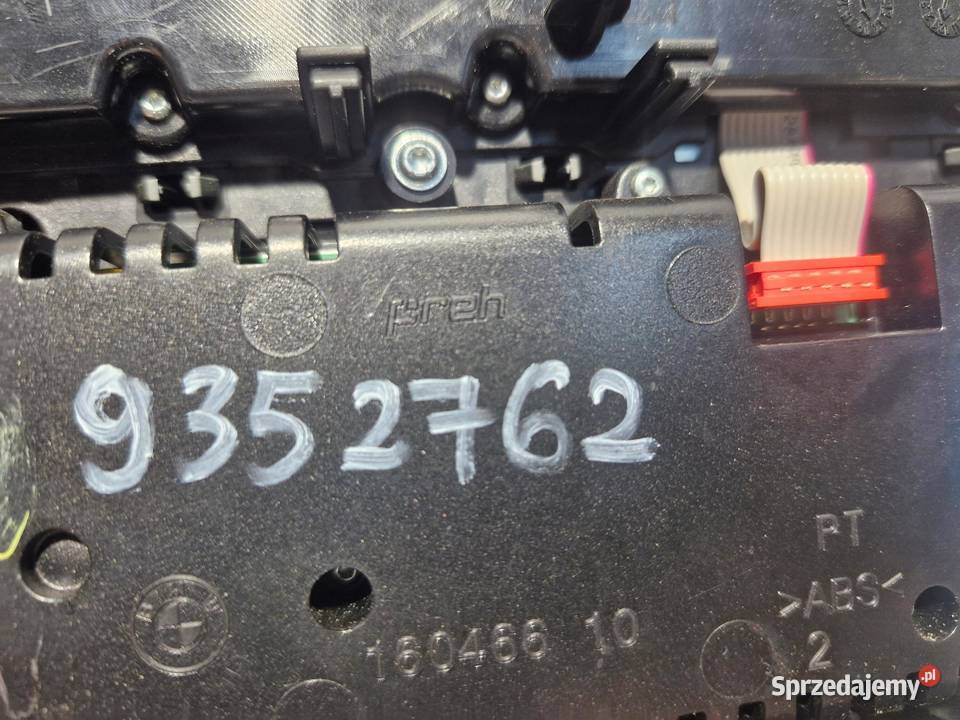 preh
9352762
PT
>ABS<
160466 10
2
Sprzedajemy.pl